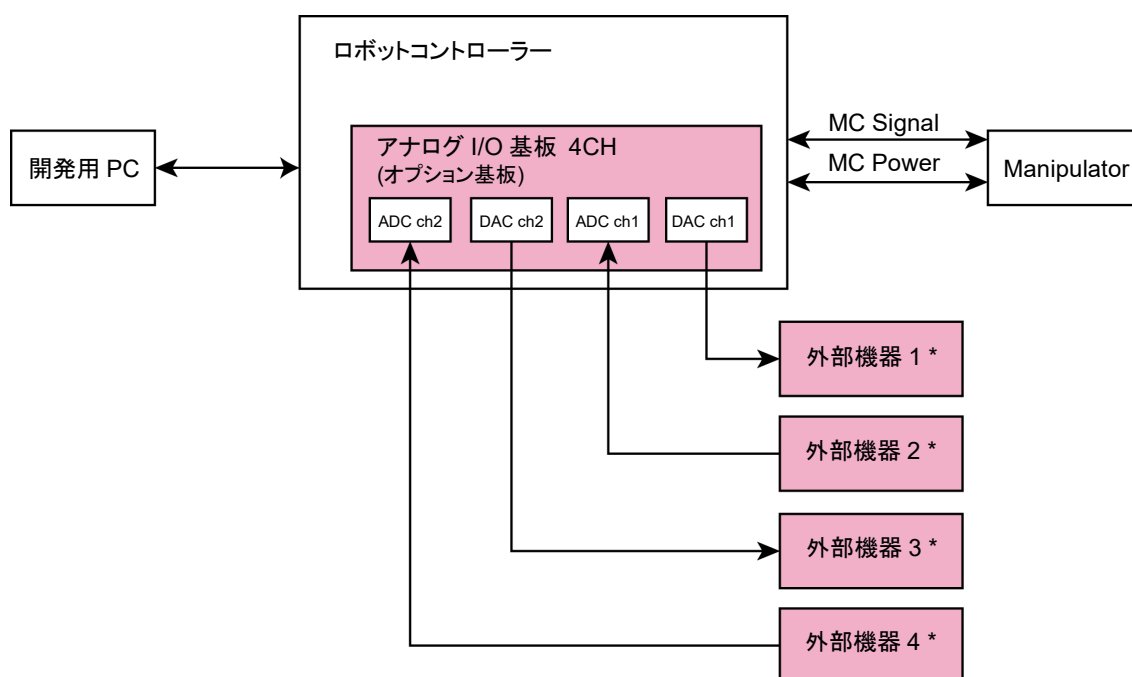 ロボットコントローラー
アナログ I/O 基板 4CH
(オプション基板)
ADC ch2
DAC ch2
ADC ch1
DAC ch1
開発用 PC
MC Signal
MC Power
Manipulator
外部機器 1 *
外部機器 2 *
外部機器 3 *
外部機器 4 *